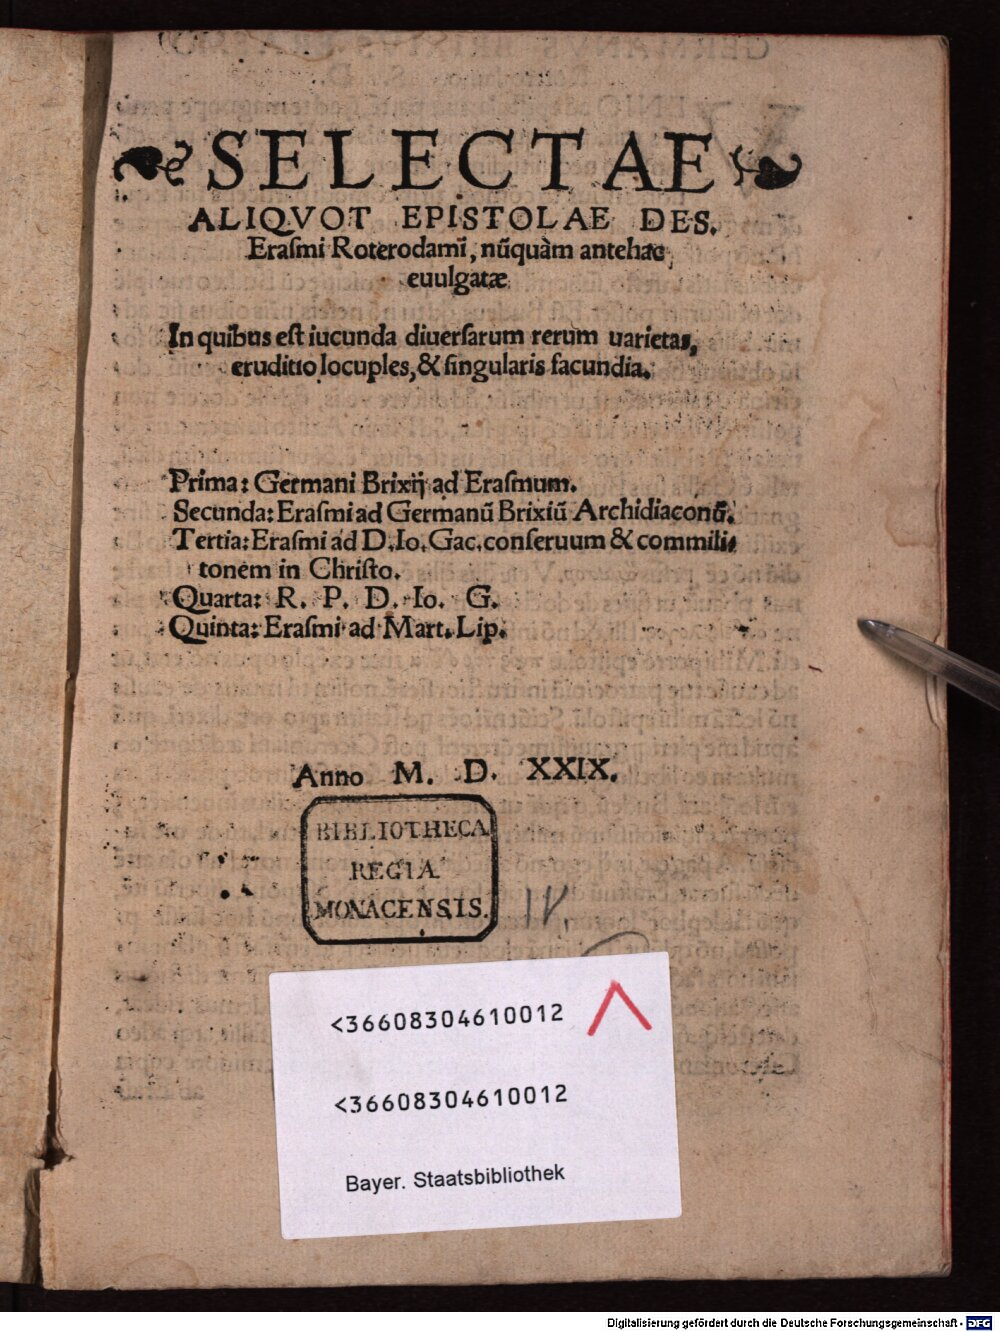 SELECTAE
ALIQVOT EPISTOLAE DES.
Eraſmi Roterodamĩ, nũquàm antehac
euulgatæ
In quibus eſt iucunda diuerſarum rerum uarietas,
eruditio locuples, & ſingularis facundia.
Prima: Germani Brixij ad Eraſmum.
Secunda: Eraſmi ad Germanũ Brixiũ Archidiaconũ.
Tertia: Eraſmi ad D. Io. Gac. conſeruum & commili⸗
tonem in Chriſto.
Quarta: R. P. D. Io. G.
Quinta: Eraſmi ad Mart. Lip.
Anno M. D. XXIX.
BIBLIOTHECA
REGIA
MONACENSIS.
<36608304610012
<36608304610012
Bayer. Staatsbibliothek
Digitalisierung gefördert durch die Deutsche Forschungsgemeinschaft - DFG